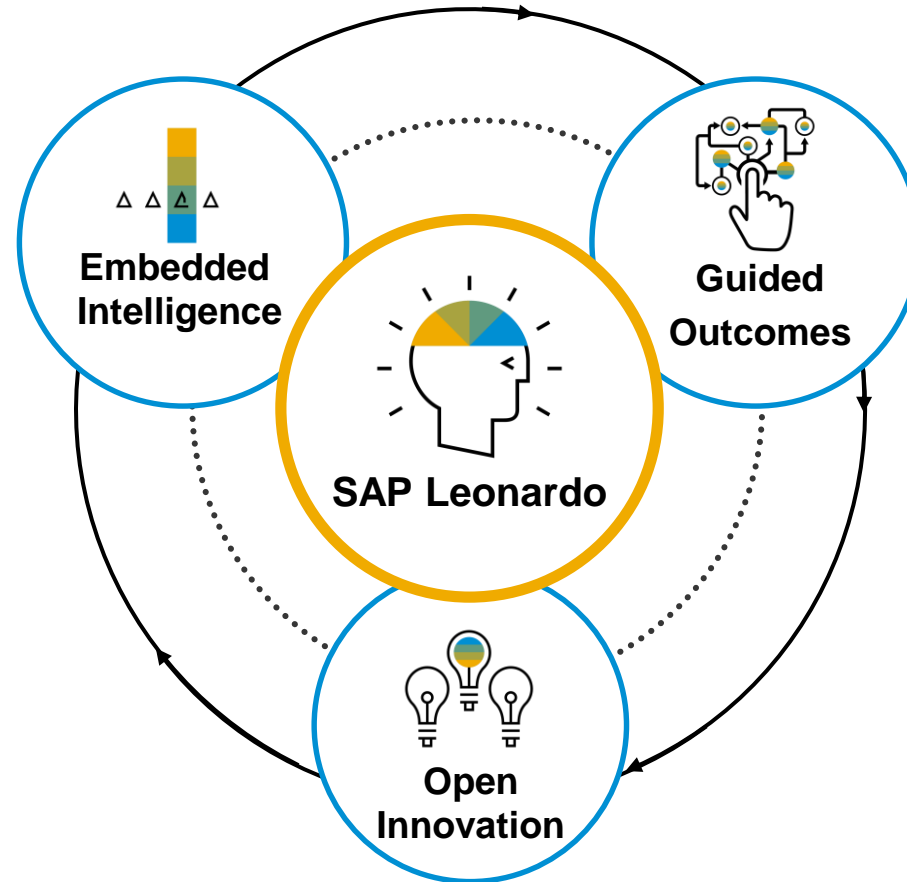 Embedded
Intelligence
Guided
Outcomes
SAP Leonardo
Open
Innovation